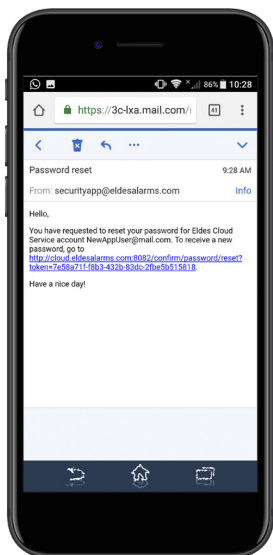 86% 10:28
https://3c-lxa.mail.com/
41
Password reset 9:28 AM
From: securityapp@eldesalarms.com Info
Hello,
You have requested to reset your password for Eldes Cloud
Service account NewAppUser@mail.com. To receive a new
password, go to
http://cloud.eldesalarms.com:8082/confirm/password/reset?
token=7e58a71f-f8b3-432b-83dc-2fbe5b515818.
Have a nice day!